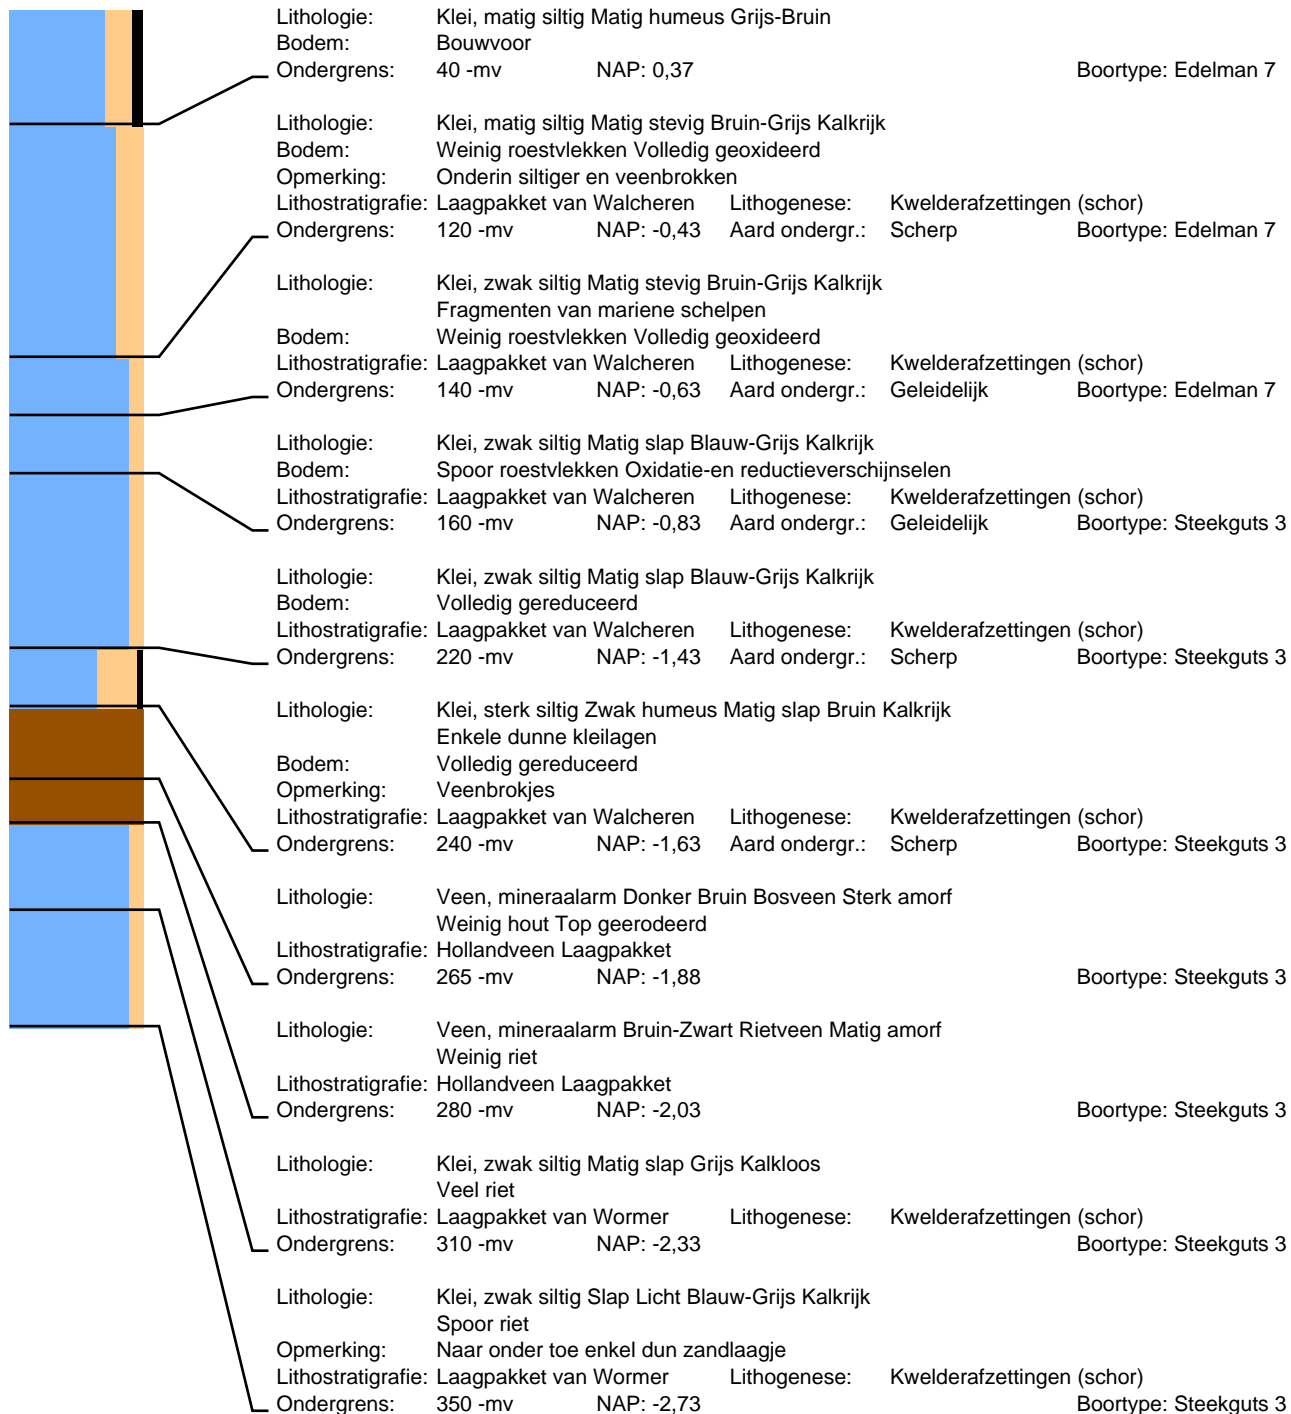 Lithologie: Klei, matig siltig Matig humeus Grijs-Bruin
Bodem: Bouwvoor
Ondergrens: 40 -mv NAP: 0,37 Boortype: Edelman 7
Lithologie: Klei, matig siltig Matig stevig Bruin-Grijs Kalkrijk
Bodem: Weinig roestvlekken Volledig geoxideerd
Opmerking: Onderin siltiger en veenbrokken
Lithostratigrafie: Laagpakket van Walcheren Lithogenese: Kwelderafzettingen (schor)
Ondergrens: 120 -mv NAP: -0,43 Aard ondergr.: Scherp Boortype: Edelman 7
Lithologie: Klei, zwak siltig Matig stevig Bruin-Grijs Kalkrijk
Fragmenten van mariene schelpen
Bodem: Weinig roestvlekken Volledig geoxideerd
Lithostratigrafie: Laagpakket van Walcheren Lithogenese: Kwelderafzettingen (schor)
Ondergrens: 140 -mv NAP: -0,63 Aard ondergr.: Geleidelijk Boortype: Edelman 7
Lithologie: Klei, zwak siltig Matig slap Blauw-Grijs Kalkrijk
Bodem: Spoor roestvlekken Oxidatie-en reductieverschijnselen
Lithostratigrafie: Laagpakket van Walcheren Lithogenese: Kwelderafzettingen (schor)
Ondergrens: 160 -mv NAP: -0,83 Aard ondergr.: Geleidelijk Boortype: Steekguts 3
Lithologie: Klei, zwak siltig Matig slap Blauw-Grijs Kalkrijk
Bodem: Volledig gereduceerd
Lithostratigrafie: Laagpakket van Walcheren Lithogenese: Kwelderafzettingen (schor)
Ondergrens: 220 -mv NAP: -1,43 Aard ondergr.: Scherp Boortype: Steekguts 3
Lithologie: Klei, sterk siltig Zwak humeus Matig slap Bruin Kalkrijk
Enkele dunne kleilagen
Bodem: Volledig gereduceerd
Opmerking: Veenbrokjes
Lithostratigrafie: Laagpakket van Walcheren Lithogenese: Kwelderafzettingen (schor)
Ondergrens: 240 -mv NAP: -1,63 Aard ondergr.: Scherp Boortype: Steekguts 3
Lithologie: Veen, mineraalarm Donker Bruin Bosveen Sterk amorf
Weinig hout Top geerodeerd
Lithostratigrafie: Hollandveen Laagpakket
Ondergrens: 265 -mv NAP: -1,88 Boortype: Steekguts 3
Lithologie: Veen, mineraalarm Bruin-Zwart Rietveen Matig amorf
Weinig riet
Lithostratigrafie: Hollandveen Laagpakket
Ondergrens: 280 -mv NAP: -2,03 Boortype: Steekguts 3
Lithologie: Klei, zwak siltig Matig slap Grijs Kalkloos
Veel riet
Lithostratigrafie: Laagpakket van Wormer Lithogenese: Kwelderafzettingen (schor)
Ondergrens: 310 -mv NAP: -2,33 Boortype: Steekguts 3
Lithologie: Klei, zwak siltig Slap Licht Blauw-Grijs Kalkrijk
Spoor riet
Opmerking: Naar onder toe enkel dun zandlaagje
Lithostratigrafie: Laagpakket van Wormer Lithogenese: Kwelderafzettingen (schor)
Ondergrens: 350 -mv NAP: -2,73 Boortype: Steekguts 3